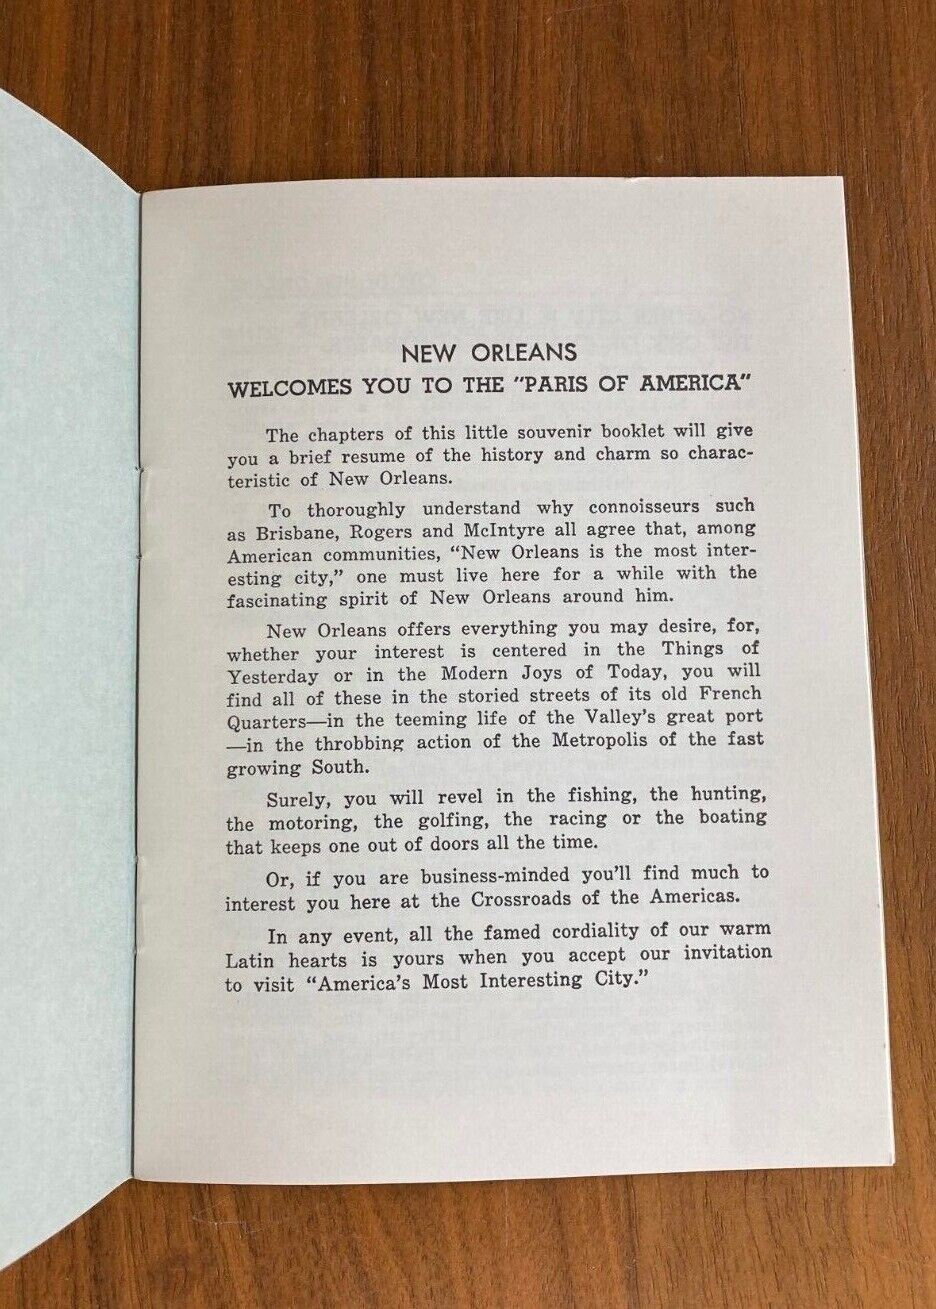 NEW ORLEANS
WELCOMES YOU TO THE "PARIS OF AMERICA"
The chapters of this little souvenir booklet will give
you a brief resume of the history and charm so charac-
teristic of New Orleans.
To thoroughly understand why connoisseurs such
as Brisbane, Rogers and McIntyre all agree that, among
American communities, "New Orleans is the most inter-
esting city," one must live here for a while with the
fascinating spirit of New Orleans around him.
New Orleans offers everything you may desire, for,
whether your interest is centered in the Things of
Yesterday or in the Modern Joys of Today, you will
find all of these in the storied streets of its old French
Quarters—in the teeming life of the Valley's great port
—in the throbbing action of the Metropolis of the fast
growing South.
Surely, you will revel in the fishing, the hunting,
the motoring, the golfing, the racing or the boating
that keeps one out of doors all the time.
Or, if you are business-minded you'll find much to
interest you here at the Crossroads of the Americas.
In any event, all the famed cordiality of our warm
Latin hearts is yours when you accept our invitation
to visit "America's Most Interesting City."